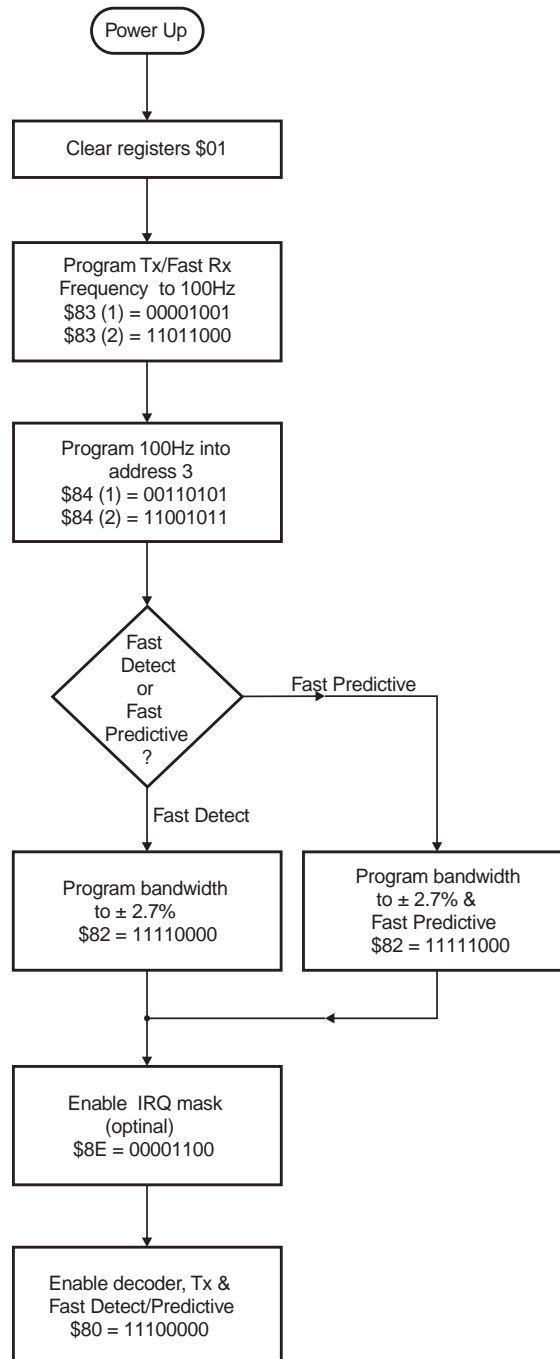 Power Up
Clear registers $01
Program Tx/Fast Rx
Frequency to 100Hz
$83 (1) = 00001001
$83 (2) = 11011000
Program 100Hz into
address 3
$84 (1) = 00110101
$84 (2) = 11001011
Fast
Detect
or
Fast
Predictive
?
Fast Predictive
Fast Detect
Program bandwidth
to ± 2.7%
$82 = 11110000
Program bandwidth
to ± 2.7% &
Fast Predictive
$82 = 11111000
Enable IRQ mask
(optinal)
$8E = 00001100
Enable decoder, Tx &
Fast Detect/Predictive
$80 = 11100000